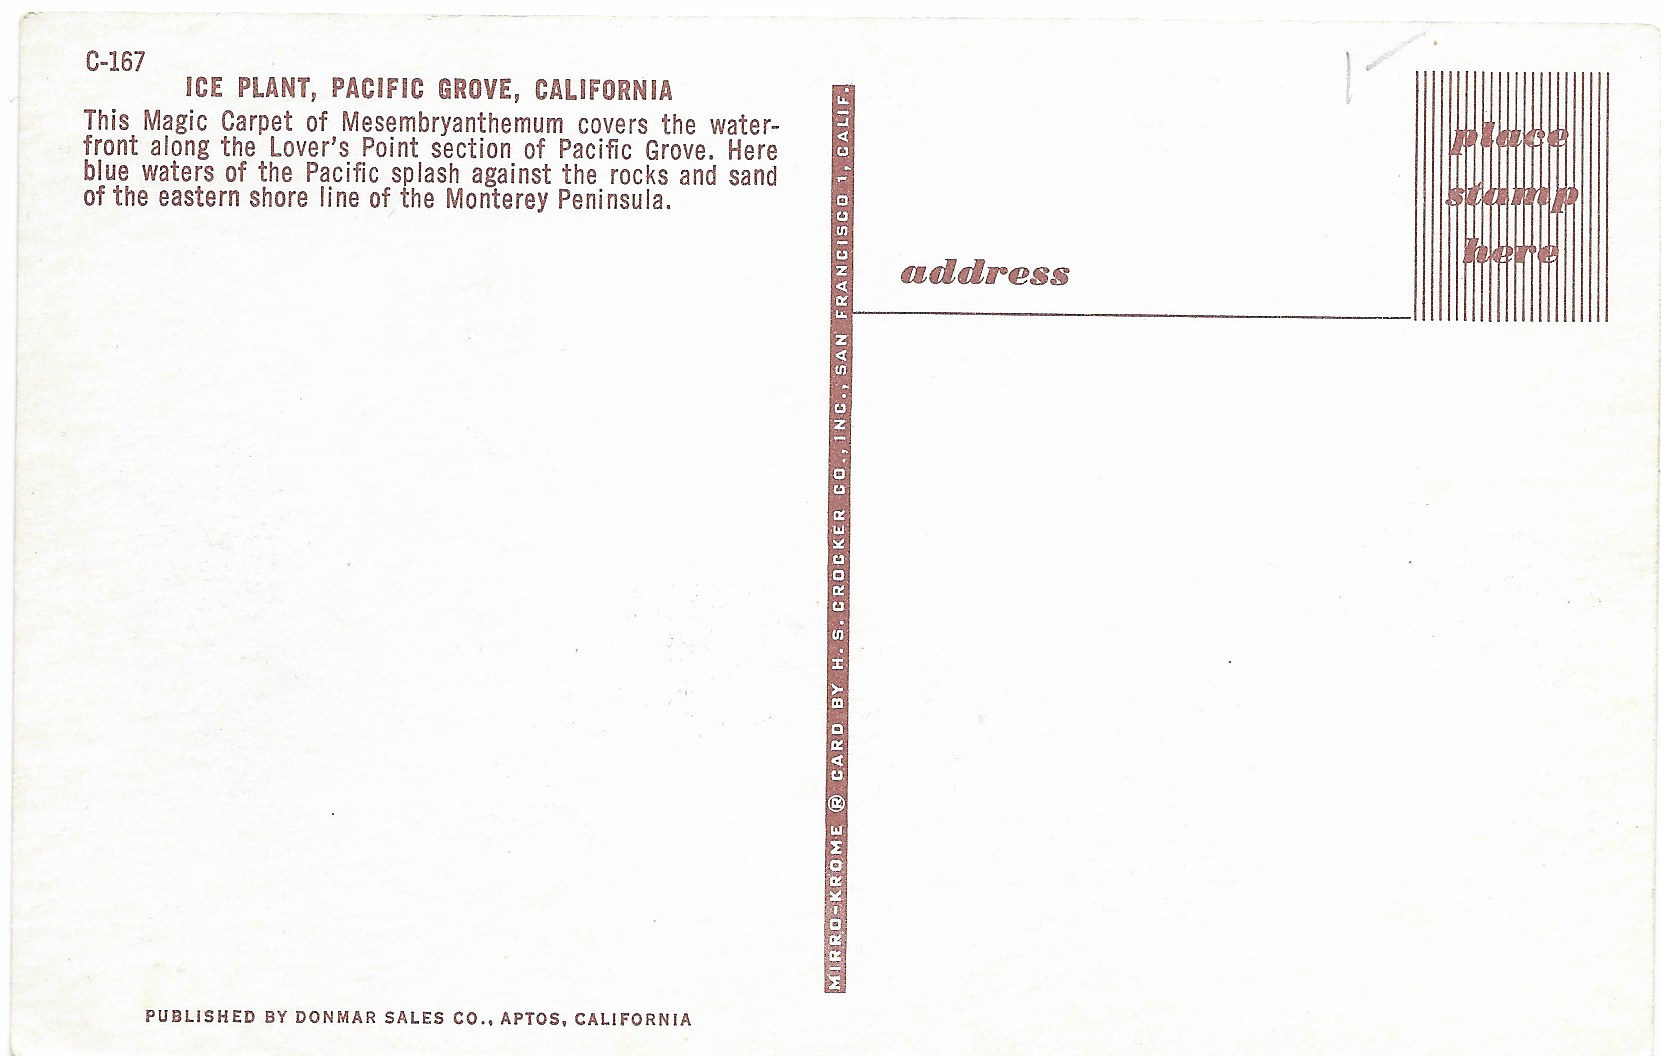 C-167
ICE PLANT, PACIFIC GROVE, CALIFORNIA
This Magic Carpet of Mesembryanthemum covers the water-
front along the Lover's Point section of Pacific Grove. Here
blue waters of the Pacific splash against the rocks and sand
of the eastern shore line of the Monterey Peninsula.
PUBLISHED BY DONMAR SALES CO., APTOS, CALIFORNIA
MIRRO-KROME ® CARD BY H. S. CROCKER CO., INC., SAN FRANCISCO 1, CALIF.
address
place
stamp
here